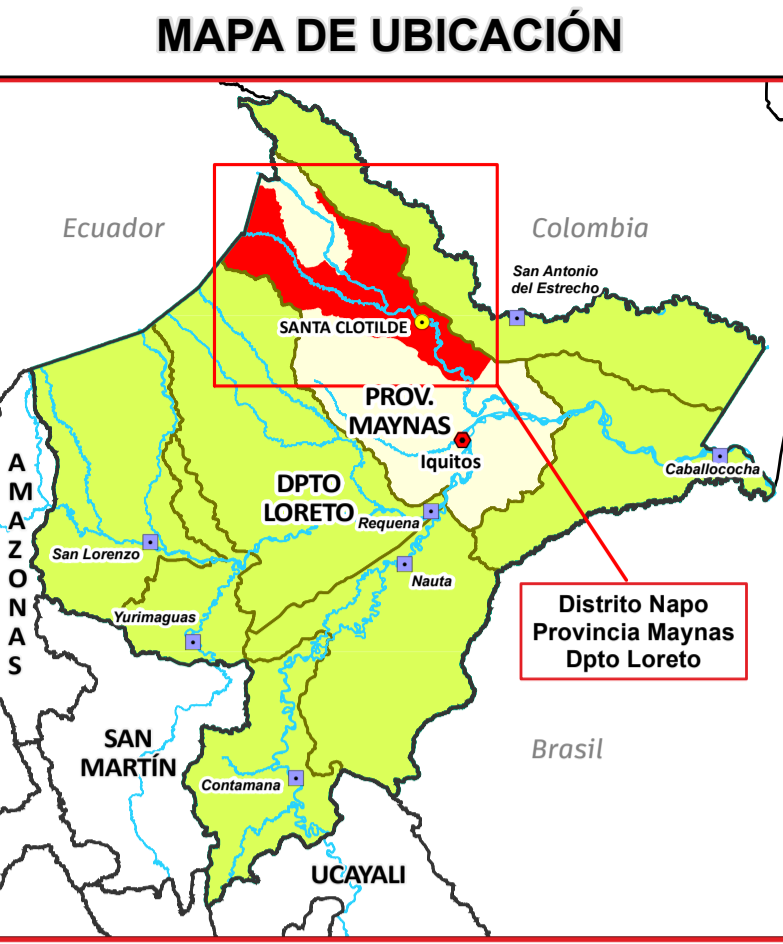 MAPA DE UBICACIÓN
Ecuador
Colombia
San Antonio
del Estrecho
SANTA CLOTILDE
PROV.
MAYNAS
Iquitos
Caballococha
DPTO
LORETO
Requena
AMAZONAS
San Lorenzo
Nauta
Yurimaguas
Distrito Napo
Provincia Maynas
Dpto Loreto
SAN
MARTÍN
Brasil
Contamana
UCAYALI